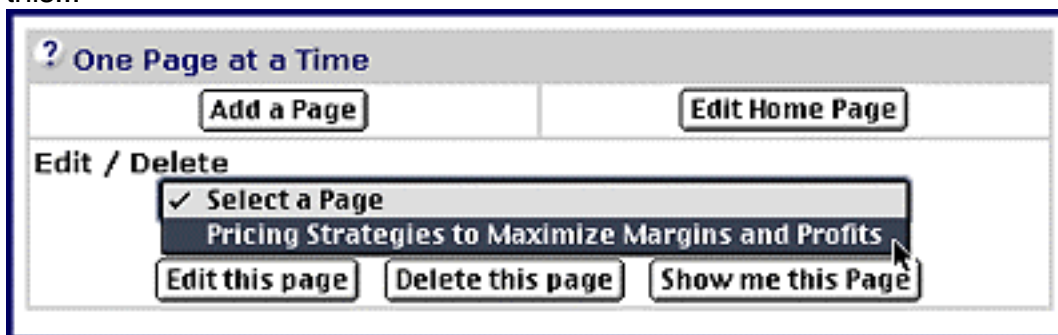 this...
? One Page at a Time
Add a Page Edit Home Page
Edit / Delete
✓ Select a Page
Pricing Strategies to Maximize Margins and Profits
Edit this page Delete this page Show me this Page